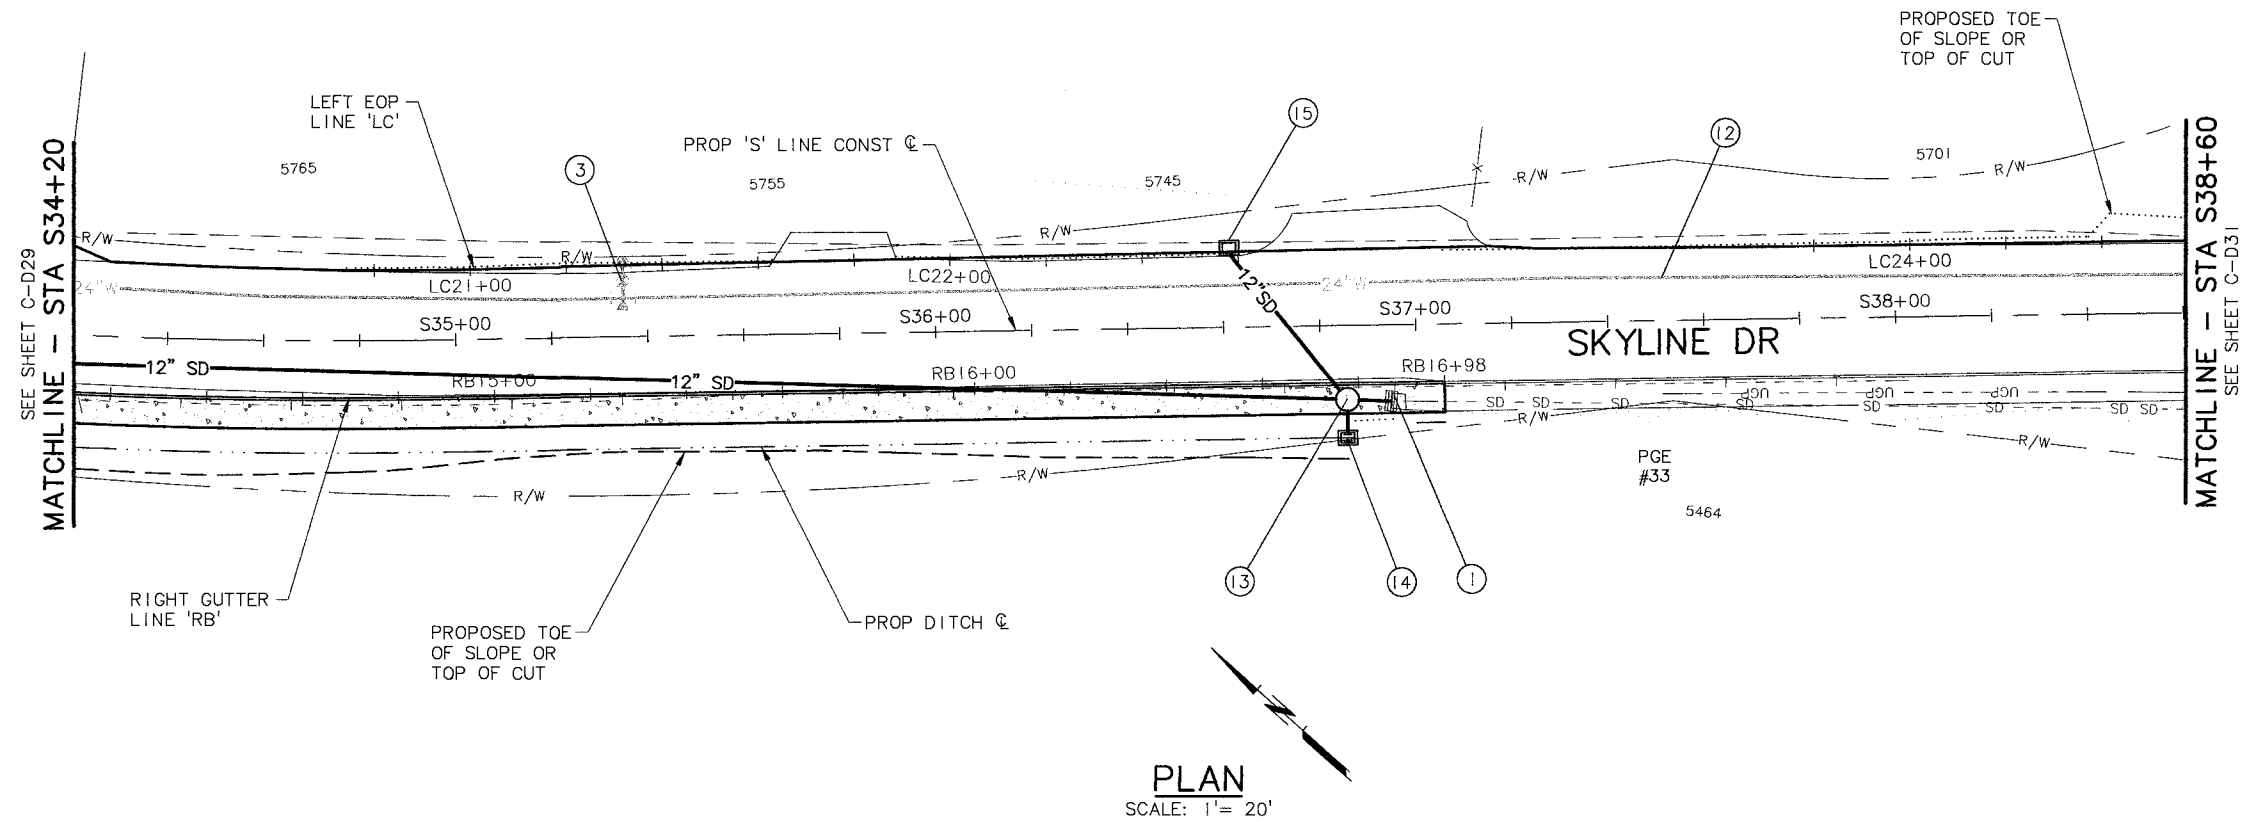 PROPOSED TOE
OF SLOPE OR
TOP OF CUT
LEFT EOP
LINE 'LC'
15
12
3
PROP 'S' LINE CONST ℄
5765
5755
5745
5701
R/W
R/W
R/W
R/W
R/W
MATCHLINE – STA S34+20
SEE SHEET C-D29
MATCHLINE – STA S38+60
SEE SHEET C-D31
LC21+00
LC22+00
LC24+00
24"W
24"W
12"SD
S35+00
S36+00
S37+00
S38+00
SKYLINE DR
12" SD
12" SD
RB15+00
RB16+00
RB16+98
UGP
UGP
UGP
SD
SD
SD
SD
SD
SD
SD
SD
R/W
R/W
R/W
R/W
PGE
#33
5464
13
14
1
RIGHT GUTTER
LINE 'RB'
PROPOSED TOE
OF SLOPE OR
TOP OF CUT
PROP DITCH ℄
N
PLAN
SCALE: 1'= 20'